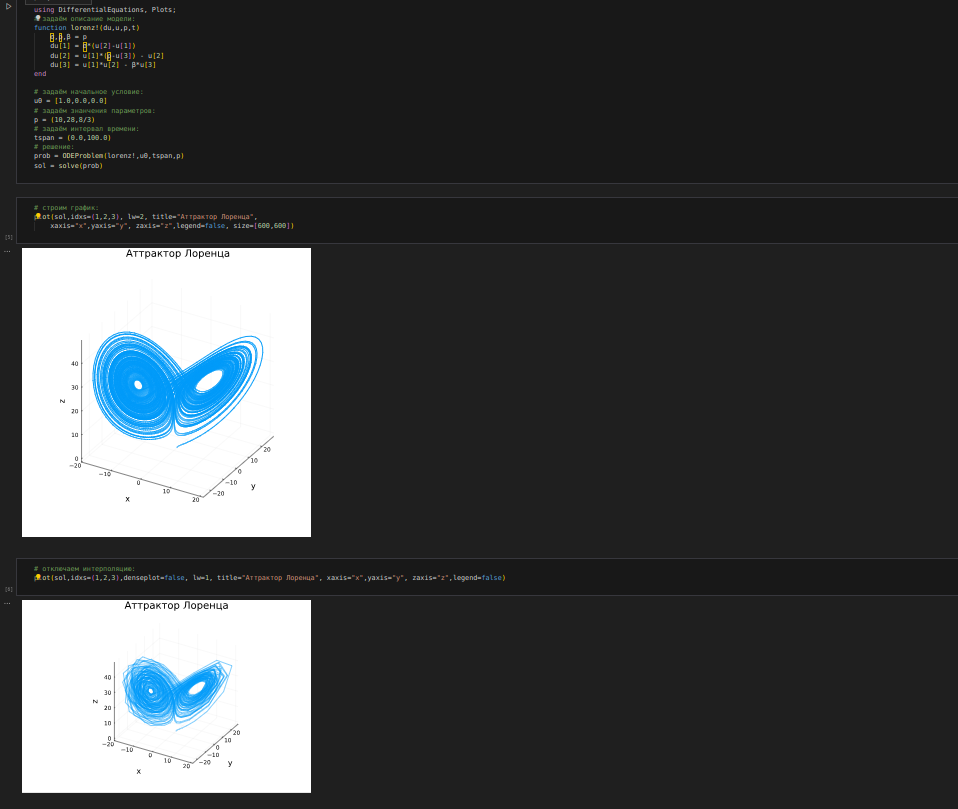 using DifferentialEquations, Plots;
задаём описание модели:
function lorenz!(du,u,p,t)
σ,ρ,β = p
du[1] = σ*(u[2]-u[1])
du[2] = u[1]*(ρ-u[3]) - u[2]
du[3] = u[1]*u[2] - β*u[3]
end
# задаём начальное условие:
u0 = [1.0,0.0,0.0]
# задаём знанчения параметров:
p = (10,28,8/3)
# задаём интервал времени:
tspan = (0.0,100.0)
# решение:
prob = ODEProblem(lorenz!,u0,tspan,p)
sol = solve(prob)
# строим график:
plot(sol,idxs=(1,2,3), lw=2, title="Аттрактор Лоренца",
xaxis="x",yaxis="y", zaxis="z",legend=false, size=[600,600])
[5]
Аттрактор Лоренца
40
30
20
10
0
z
−20
−10
0
10
20
x
−20
−10
0
10
20
y
# отключаем интерполяцию:
plot(sol,idxs=(1,2,3),denseplot=false, lw=1, title="Аттрактор Лоренца", xaxis="x",yaxis="y", zaxis="z",legend=false)
[6]
Аттрактор Лоренца
40
30
20
10
0
z
−20
−10
0
10
20
x
−20
−10
0
10
20
y